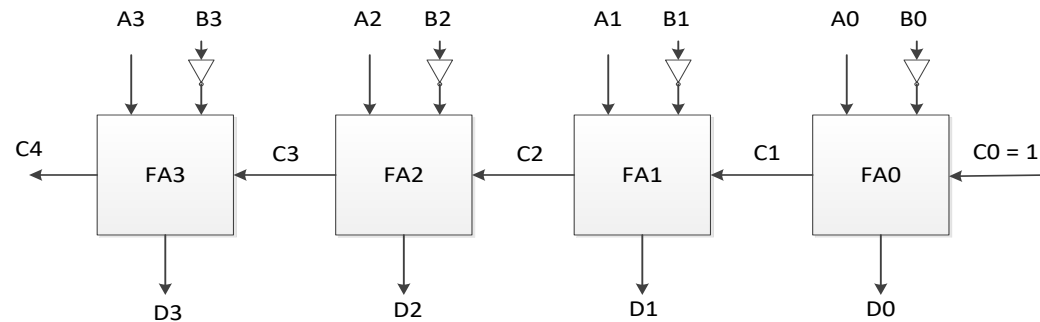 A3 B3 A2 B2 A1 B1 A0 B0
C4 C3 C2 C1 C0 = 1
FA3 FA2 FA1 FA0
D3 D2 D1 D0